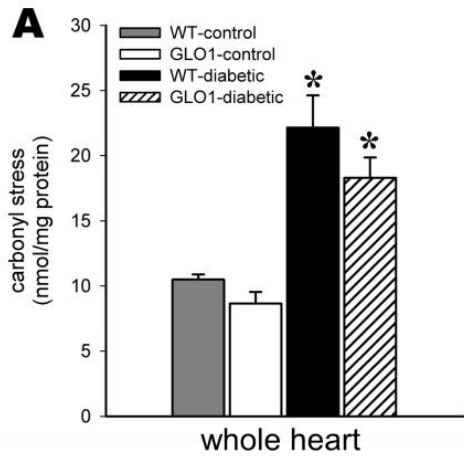 A
30
25
20
15
10
5
0
carbonyl stress
(nmol/mg protein)
WT-control
GLO1-control
WT-diabetic
GLO1-diabetic
*
*
whole heart